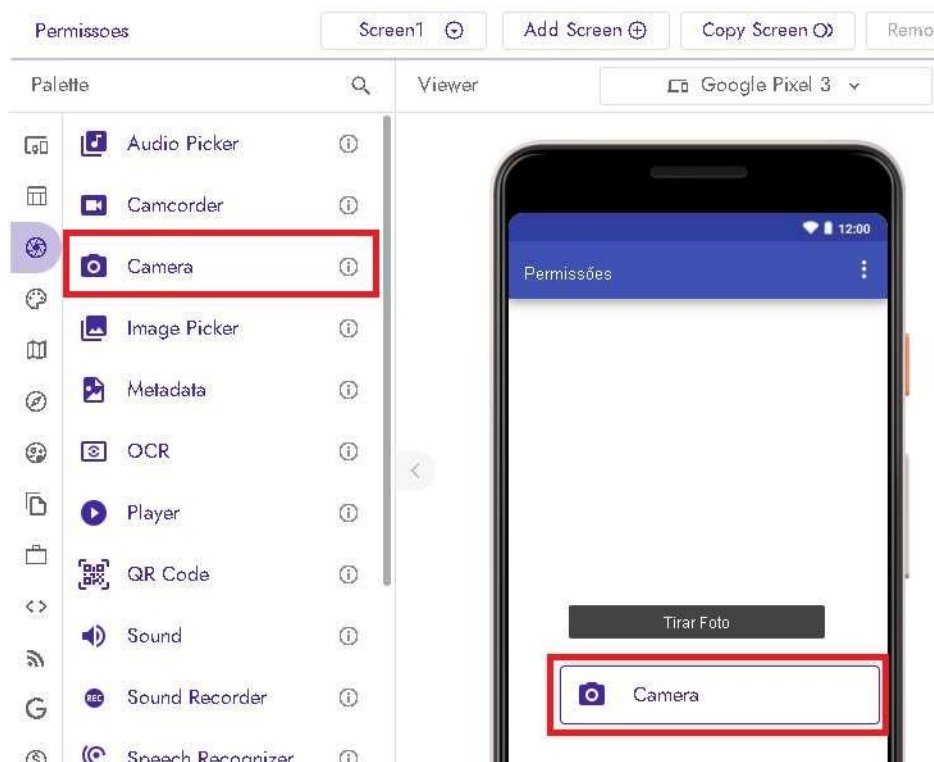 Permissoes
Screen1
Add Screen
Copy Screen
Remo
Palette
Viewer
Google Pixel 3
Audio Picker
Camcorder
Camera
Image Picker
Metadata
OCR
Player
QR Code
Sound
REC
Sound Recorder
Speech Recognizer
G
12:00
Permissões
Tirar Foto
Camera